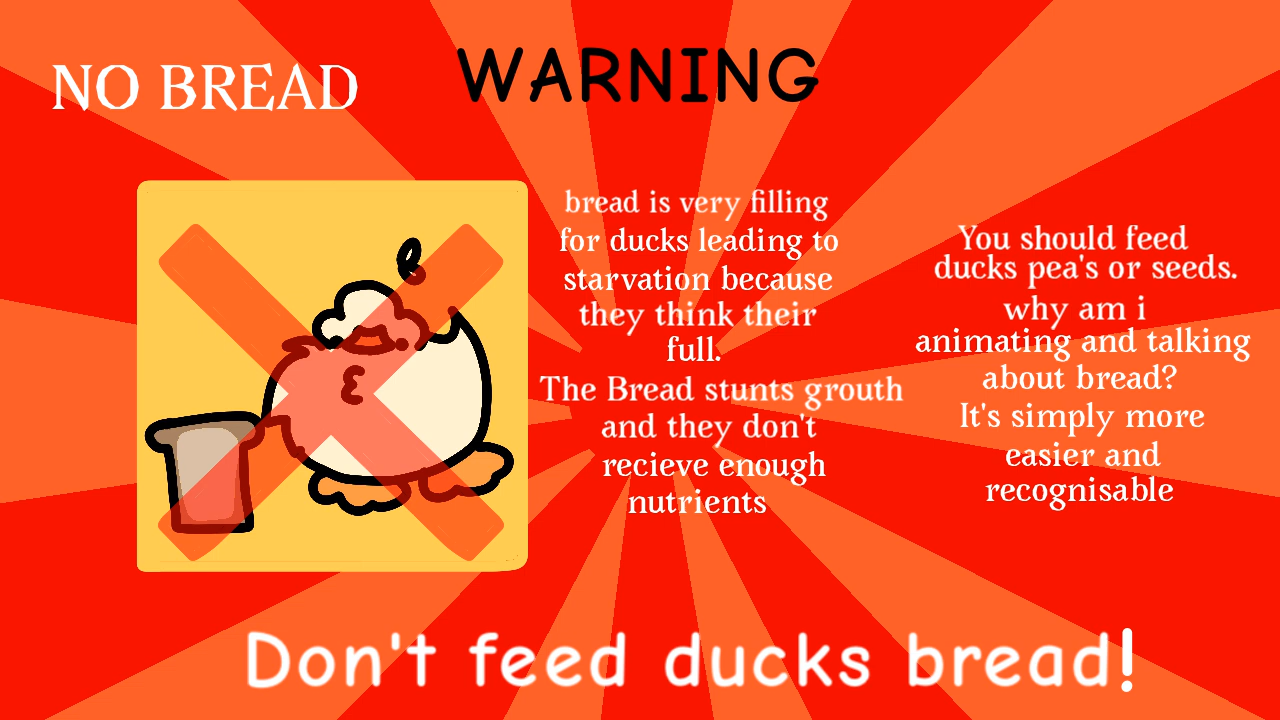 NO BREAD
WARNING
bread is very filling
for ducks leading to
starvation because
they think their
full.
The Bread stunts grouth
and they don't
recieve enough
nutrients
You should feed
ducks pea's or seeds.
why am i
animating and talking
about bread?
It's simply more
easier and
recognisable
Don't feed ducks bread!